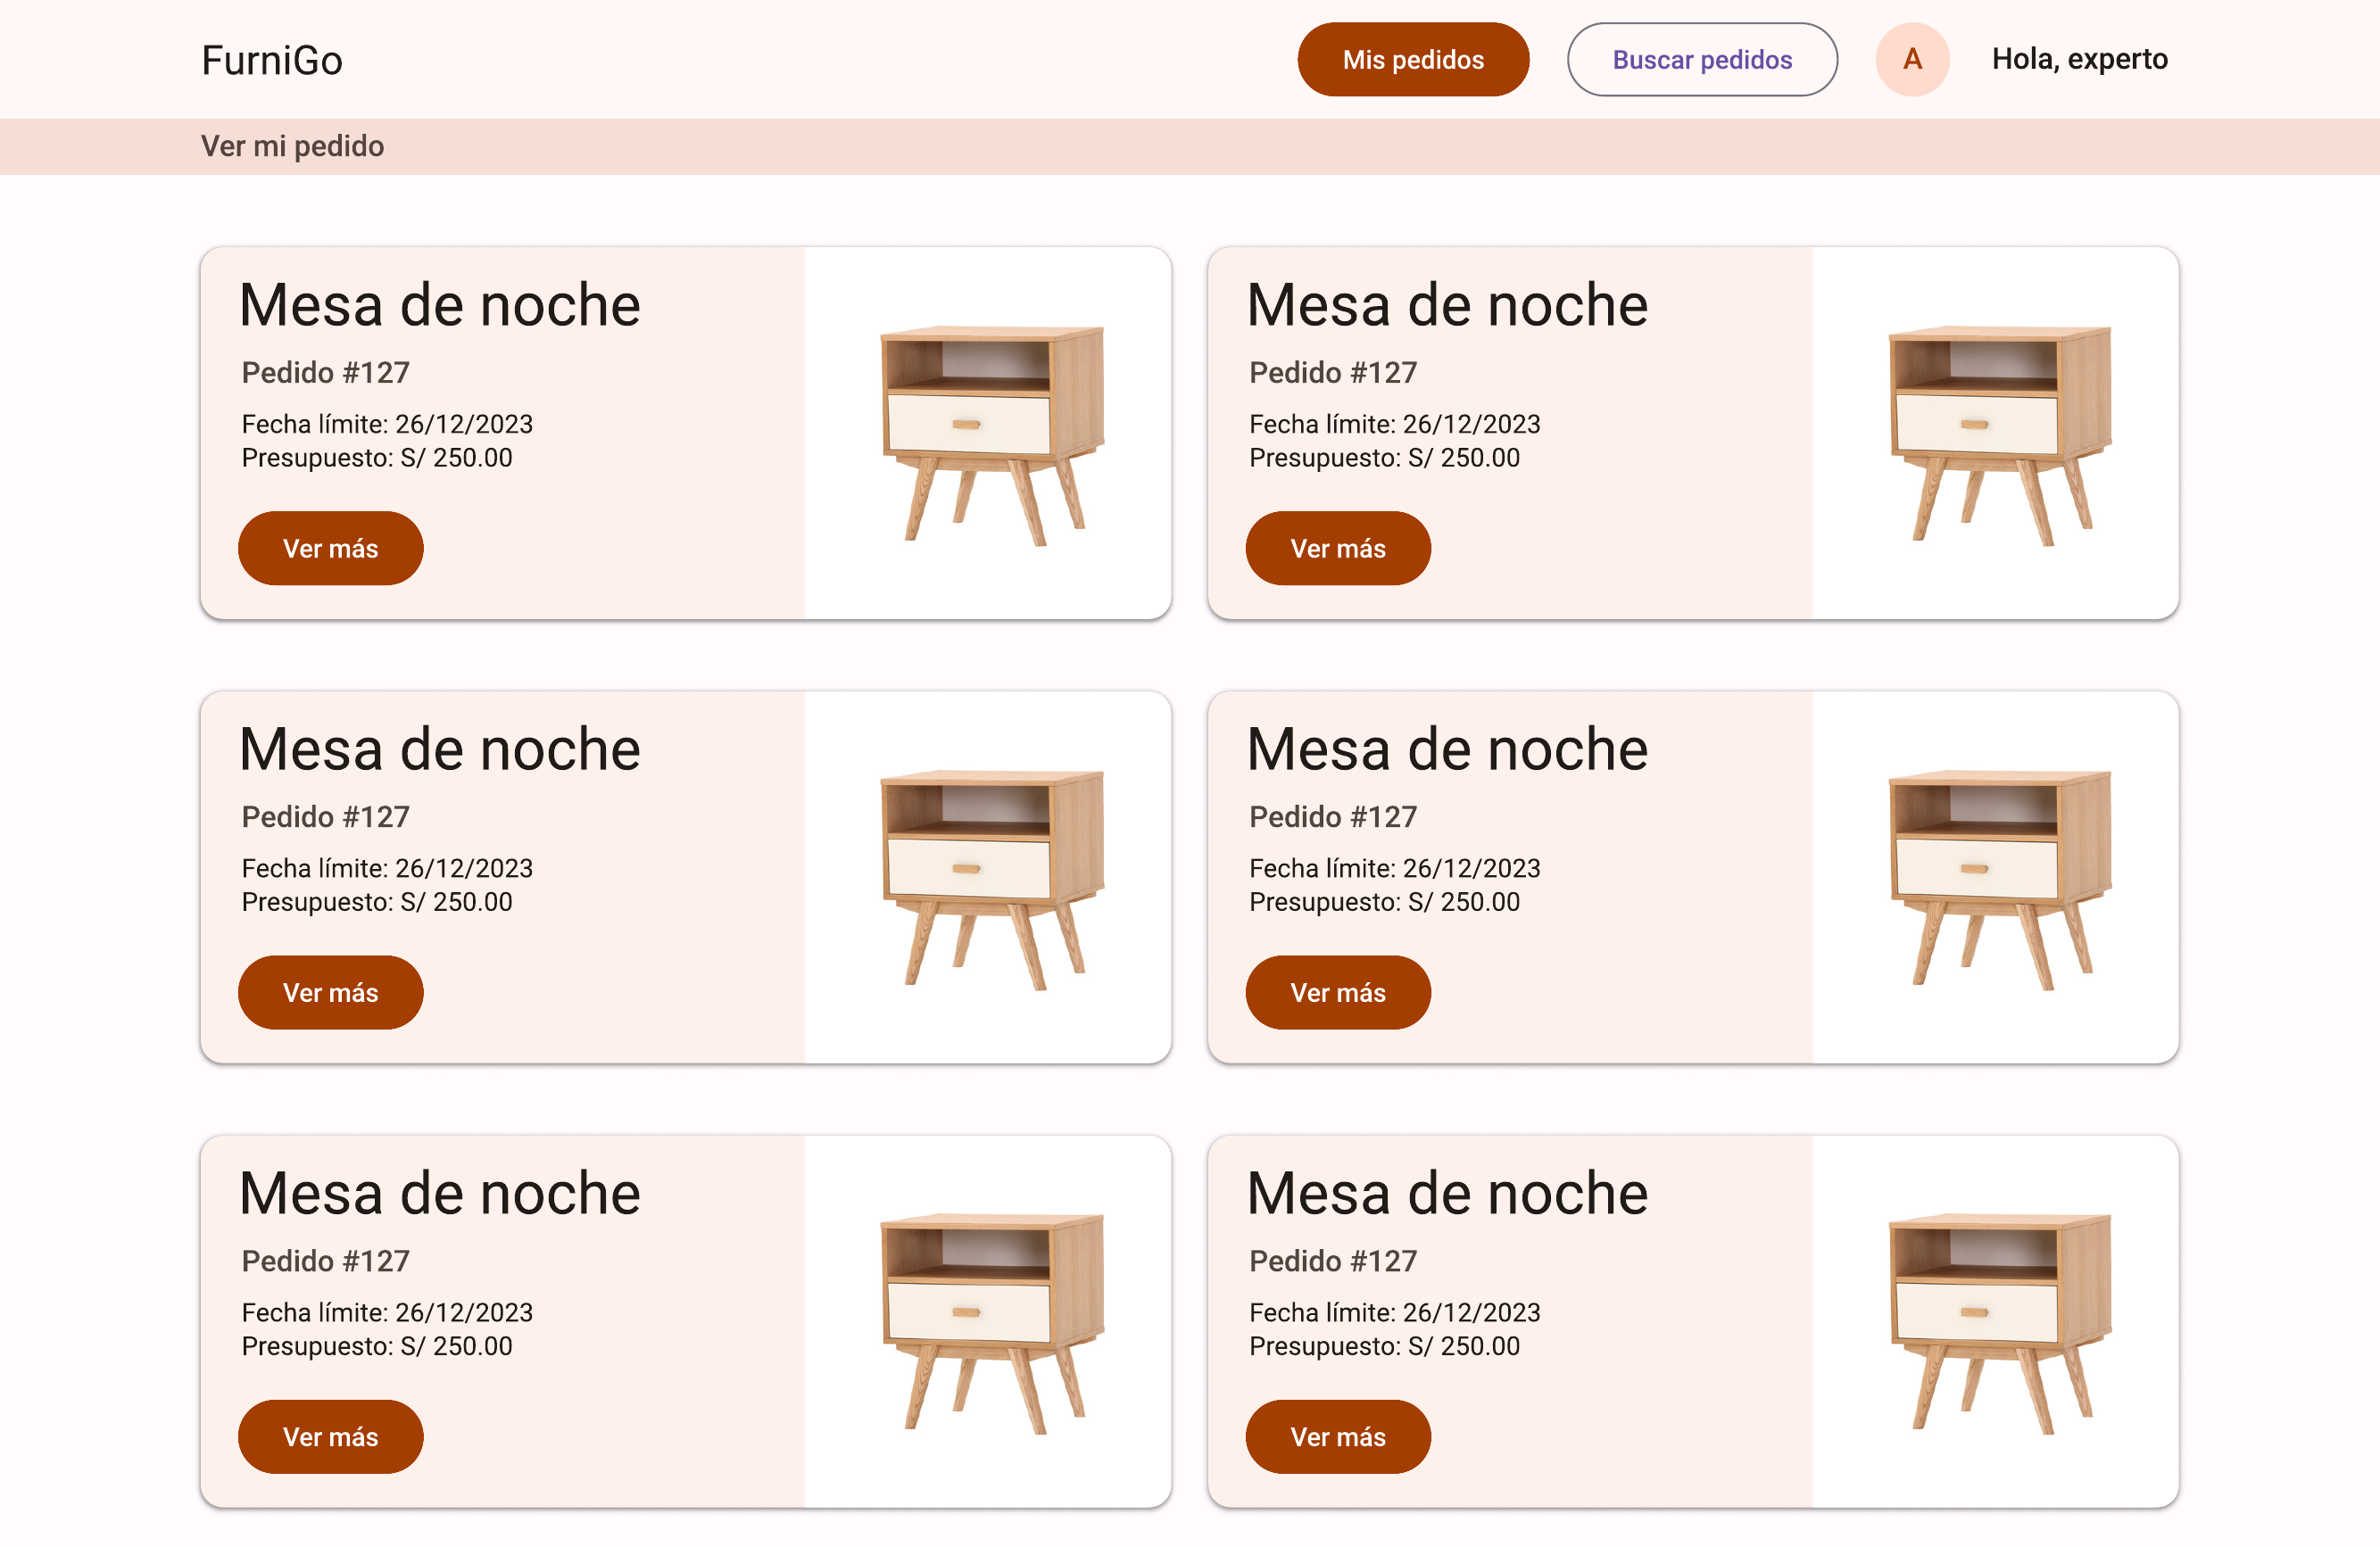 FurniGo
Mis pedidos
Buscar pedidos
A
Hola, experto
Ver mi pedido
Mesa de noche
Pedido #127
Fecha límite: 26/12/2023
Presupuesto: S/ 250.00
Ver más
Mesa de noche
Pedido #127
Fecha límite: 26/12/2023
Presupuesto: S/ 250.00
Ver más
Mesa de noche
Pedido #127
Fecha límite: 26/12/2023
Presupuesto: S/ 250.00
Ver más
Mesa de noche
Pedido #127
Fecha límite: 26/12/2023
Presupuesto: S/ 250.00
Ver más
Mesa de noche
Pedido #127
Fecha límite: 26/12/2023
Presupuesto: S/ 250.00
Ver más
Mesa de noche
Pedido #127
Fecha límite: 26/12/2023
Presupuesto: S/ 250.00
Ver más